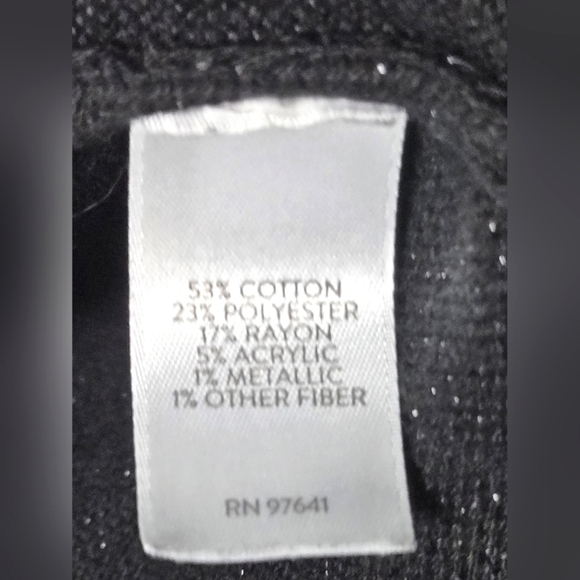 53% COTTON
23% POLYESTER
17% RAYON
5% ACRYLIC
1% METALLIC
1% OTHER FIBER
RN 97641